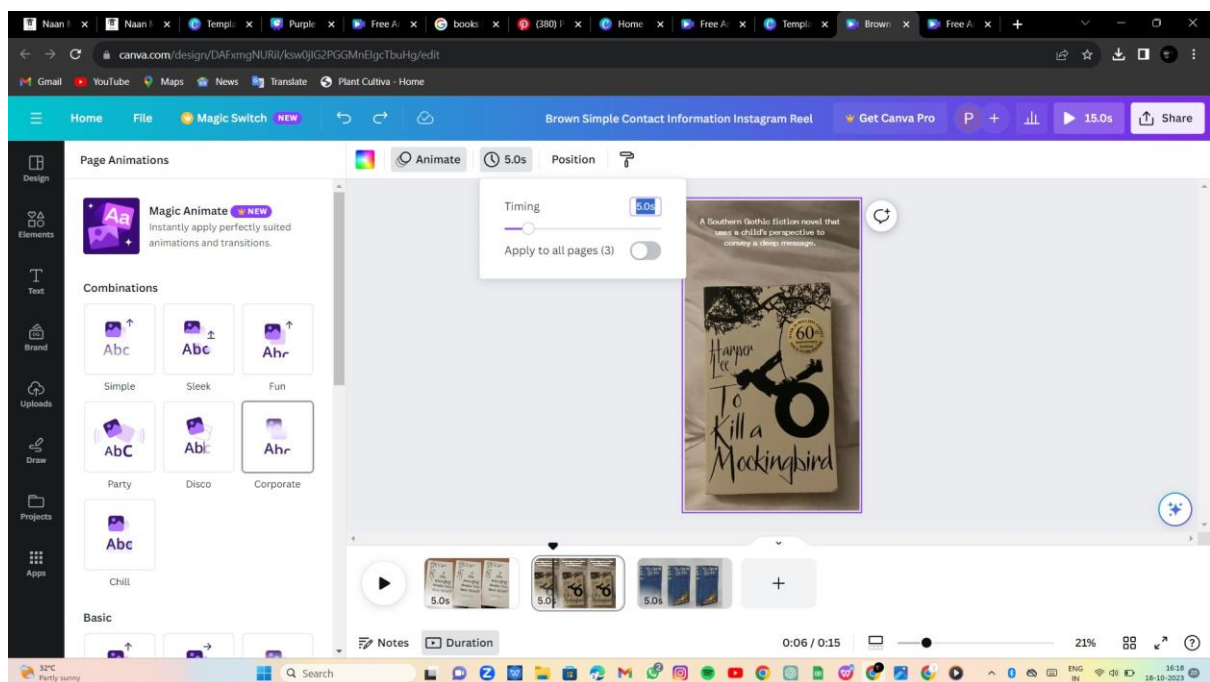 Naan M
Naan M
Templa
Purple
Free A
books
(380) P
Home
Free A
Templa
Brown
Free A
canva.com/design/DAFxmgNURiI/ksw0jlG2PGGMnElgcTbuHg/edit
Gmail
YouTube
Maps
News
Translate
Plant Cultiva - Home
Home
File
Magic Switch NEW
Brown Simple Contact Information Instagram Reel
Get Canva Pro
P
+
15.0s
Share
Design
Elements
Text
Brand
Uploads
Draw
Projects
Apps
Page Animations
Magic Animate NEW
Instantly apply perfectly suited
animations and transitions.
Combinations
Simple
Sleek
Fun
Party
Disco
Corporate
Chill
Basic
Animate
5.0s
Position
Timing
5.0s
Apply to all pages (3)
A Southern Gothic fiction novel that
uses a child's perspective to
convey a deep message.
60
Harper
Lee
To
Kill a
Mockingbird
5.0s
5.0
5.0s
Notes
Duration
0:06 / 0:15
21%
32°C
Partly sunny
Search
ENG
IN
16:18
18-10-2023